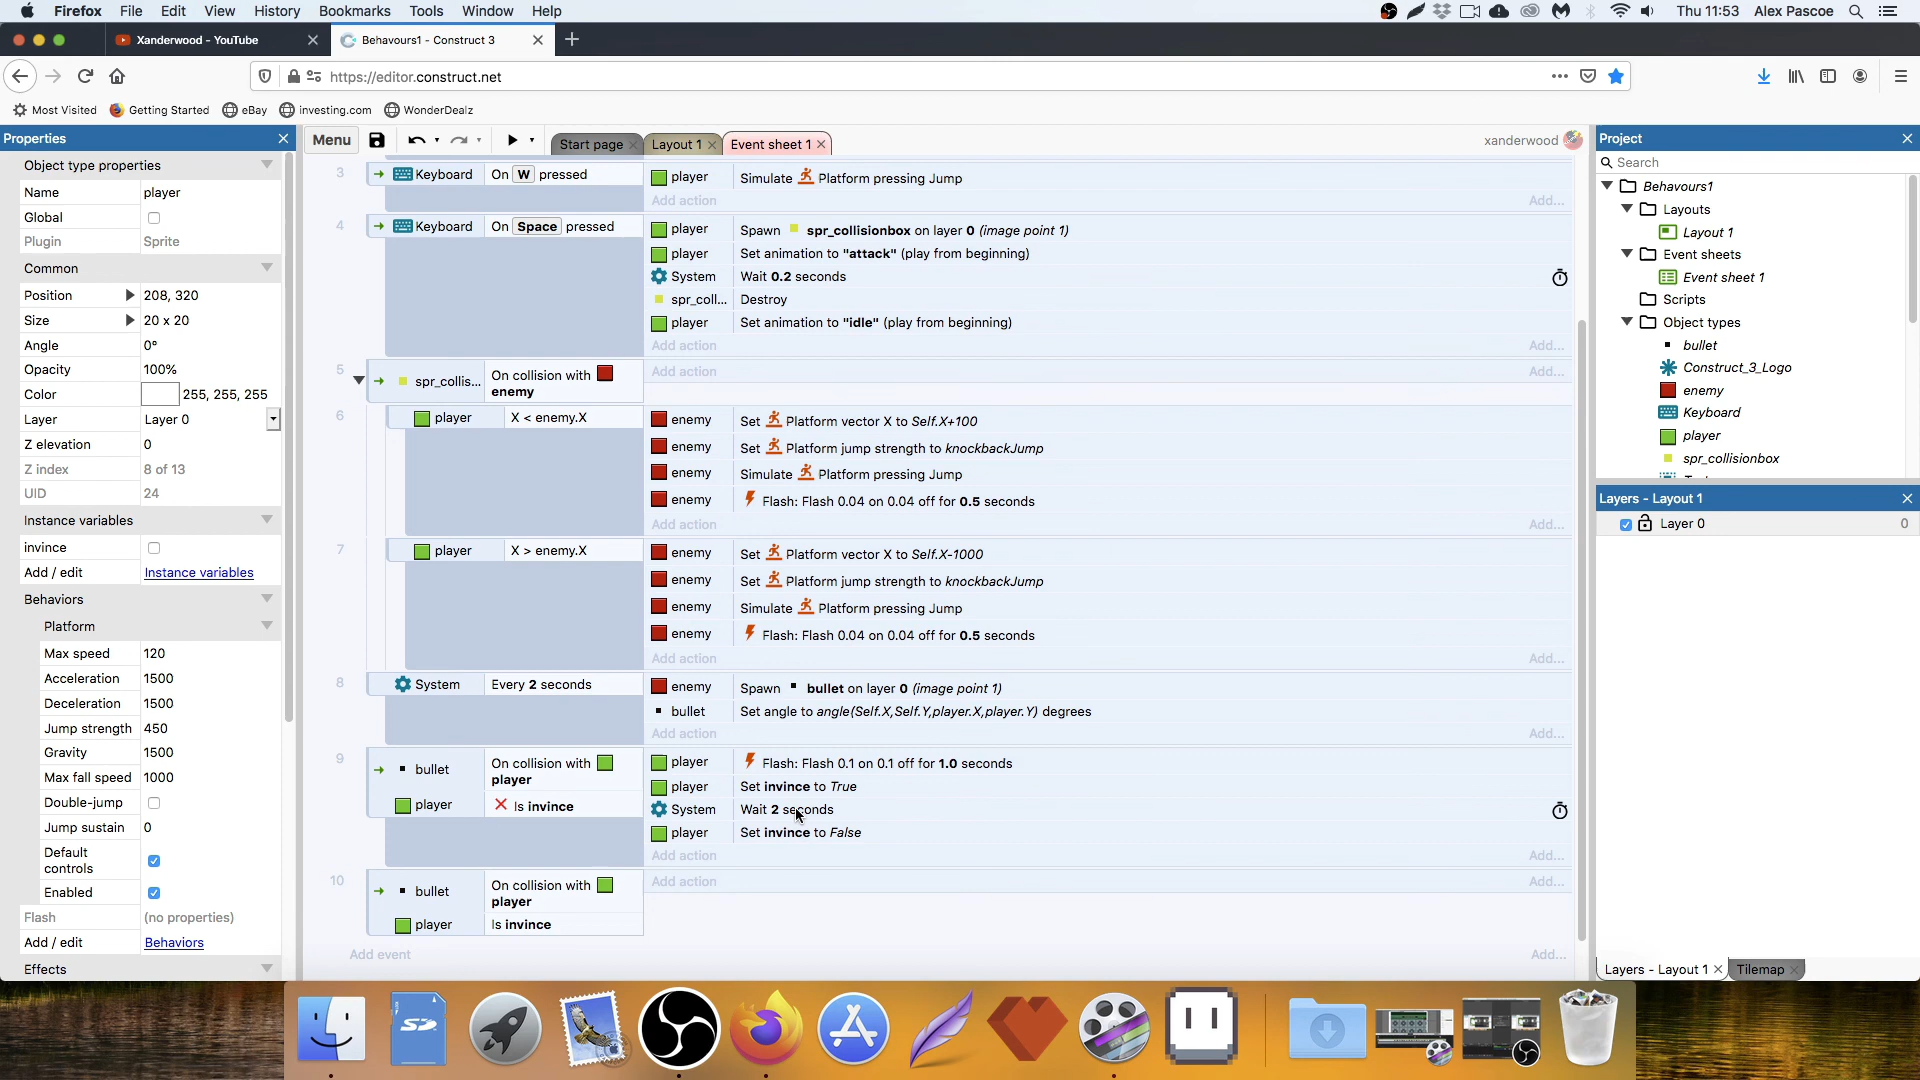 Firefox File Edit View History Bookmarks Tools Window Help Thu 11:53 Alex Pascoe
Xanderwood - YouTube Behavours1 - Construct 3
https://editor.construct.net
Most Visited Getting Started eBay investing.com WonderDealz
Properties
Object type properties
Name player
Global
Plugin Sprite
Common
Position 208, 320
Size 20 x 20
Angle 0°
Opacity 100%
Color 255, 255, 255
Layer Layer 0
Z elevation 0
Z index 8 of 13
UID 24
Instance variables
invince
Add / edit Instance variables
Behaviors
Platform
Max speed 120
Acceleration 1500
Deceleration 1500
Jump strength 450
Gravity 1500
Max fall speed 1000
Double-jump
Jump sustain 0
Default controls
Enabled
Flash (no properties)
Add / edit Behaviors
Effects
Menu Start page Layout 1 Event sheet 1 xanderwood
3 Keyboard On W pressed player Simulate Platform pressing Jump
Add action Add...
4 Keyboard On Space pressed player Spawn spr_collisionbox on layer 0 (image point 1)
player Set animation to "attack" (play from beginning)
System Wait 0.2 seconds
spr_coll... Destroy
player Set animation to "idle" (play from beginning)
Add action Add...
5 spr_collis... On collision with enemy Add action Add...
6 player X < enemy.X enemy Set Platform vector X to Self.X+100
enemy Set Platform jump strength to knockbackJump
enemy Simulate Platform pressing Jump
enemy Flash: Flash 0.04 on 0.04 off for 0.5 seconds
Add action Add...
7 player X > enemy.X enemy Set Platform vector X to Self.X-1000
enemy Set Platform jump strength to knockbackJump
enemy Simulate Platform pressing Jump
enemy Flash: Flash 0.04 on 0.04 off for 0.5 seconds
Add action Add...
8 System Every 2 seconds enemy Spawn bullet on layer 0 (image point 1)
bullet Set angle to angle(Self.X,Self.Y,player.X,player.Y) degrees
Add action Add...
9 bullet On collision with player player Flash: Flash 0.1 on 0.1 off for 1.0 seconds
player Set invince to True
player Is invince System Wait 2 seconds
player Set invince to False
Add action Add...
10 bullet On collision with player Add action Add...
player Is invince
Add event Add...
Project
Search
Behavours1
Layouts
Layout 1
Event sheets
Event sheet 1
Scripts
Object types
bullet
Construct_3_Logo
enemy
Keyboard
player
spr_collisionbox
Layers - Layout 1
Layer 0 0
Layers - Layout 1 Tilemap